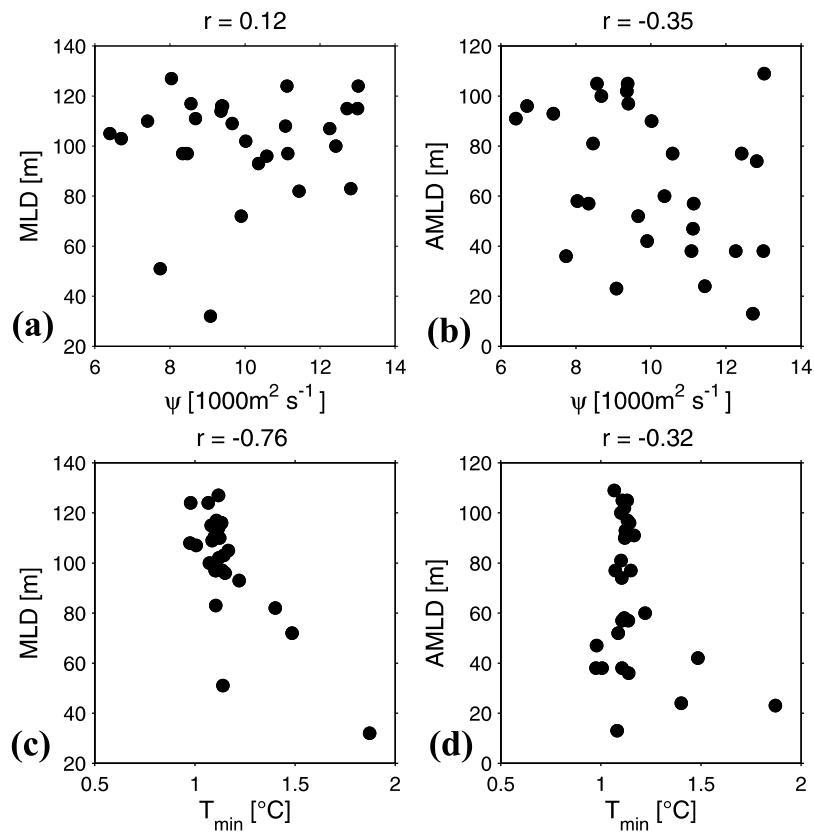 r = 0.12
140
120
100
80
60
40
20
MLD [m]
6 8 10 12 14
ψ [1000m² s⁻¹ ]
(a)
r = -0.35
120
100
80
60
40
20
0
AMLD [m]
6 8 10 12 14
ψ [1000m² s⁻¹ ]
(b)
r = -0.76
140
120
100
80
60
40
20
MLD [m]
0.5 1 1.5 2
Tmin [°C]
(c)
r = -0.32
120
100
80
60
40
20
0
AMLD [m]
0.5 1 1.5 2
Tmin [°C]
(d)